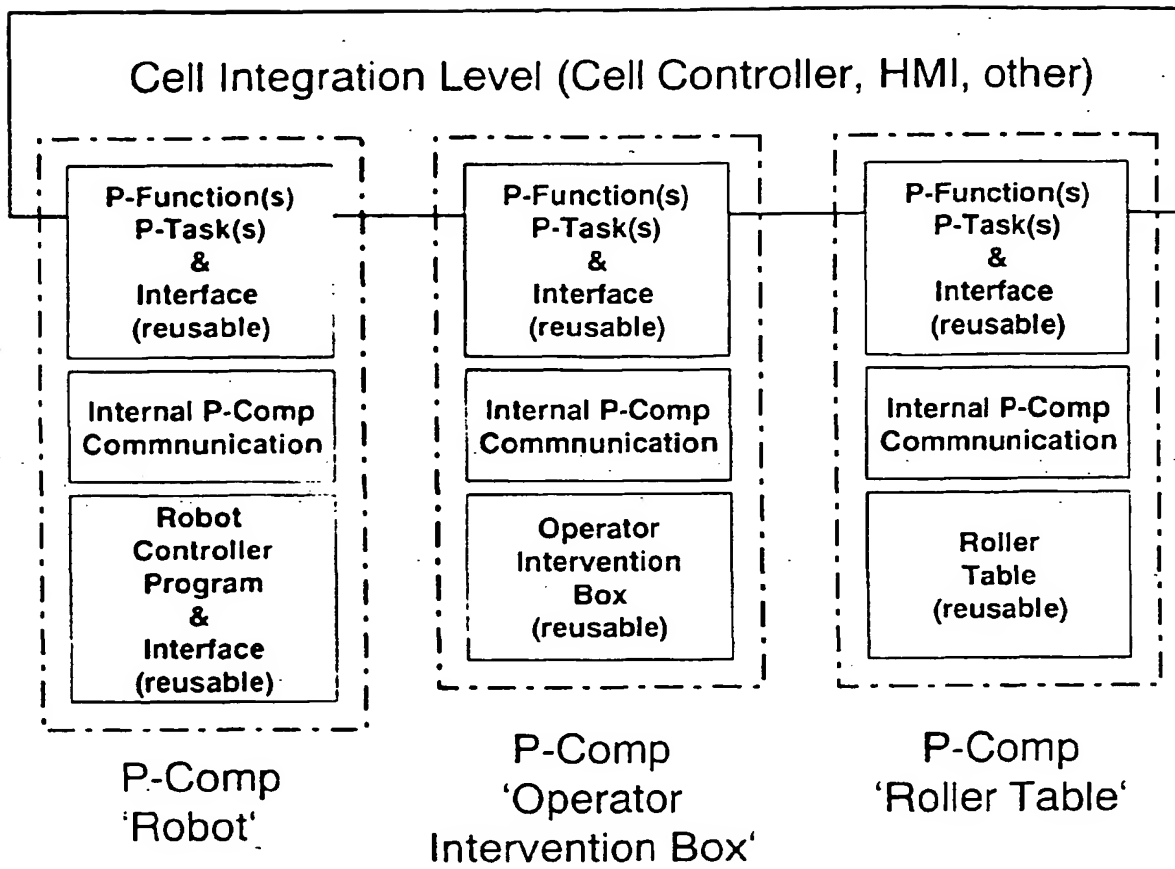 Cell Integration Level (Cell Controller, HMI, other)
P-Function(s)
P-Task(s)
&
Interface
(reusable)
Internal P-Comp
Commnunication
Robot
Controller
Program
&
Interface
(reusable)
P-Comp
'Robot'
P-Function(s)
P-Task(s)
&
Interface
(reusable)
Internal P-Comp
Commnunication
Operator
Intervention
Box
(reusable)
P-Comp
'Operator
Intervention Box'
P-Function(s)
P-Task(s)
&
Interface
(reusable)
Internal P-Comp
Commnunication
Roller
Table
(reusable)
P-Comp
'Roller Table'